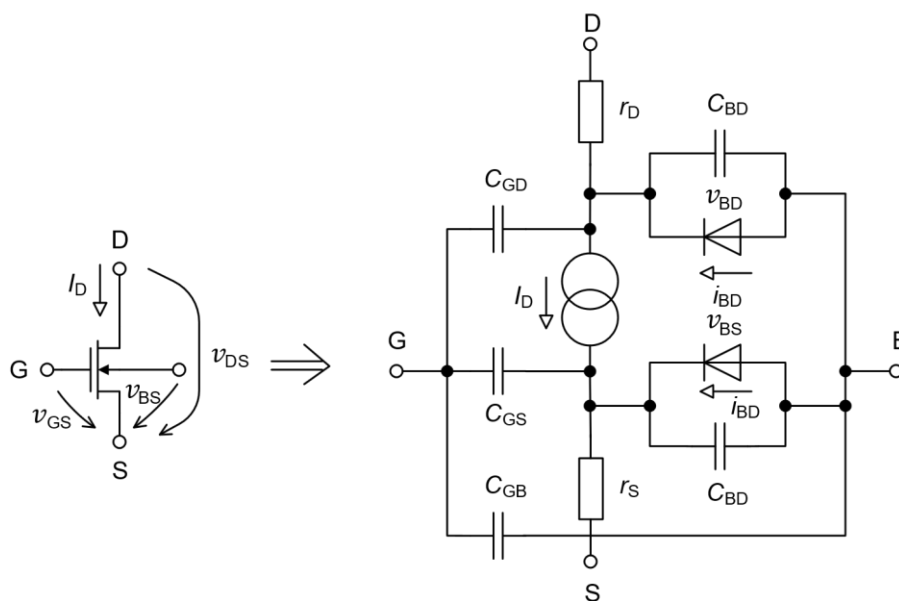 D
I_D
G
v_GS
v_BS
v_DS
S
D
r_D
C_BD
C_GD
v_BD
i_BD
I_D
v_BS
G
B
i_BD
C_GS
C_GB
r_S
C_BD
S